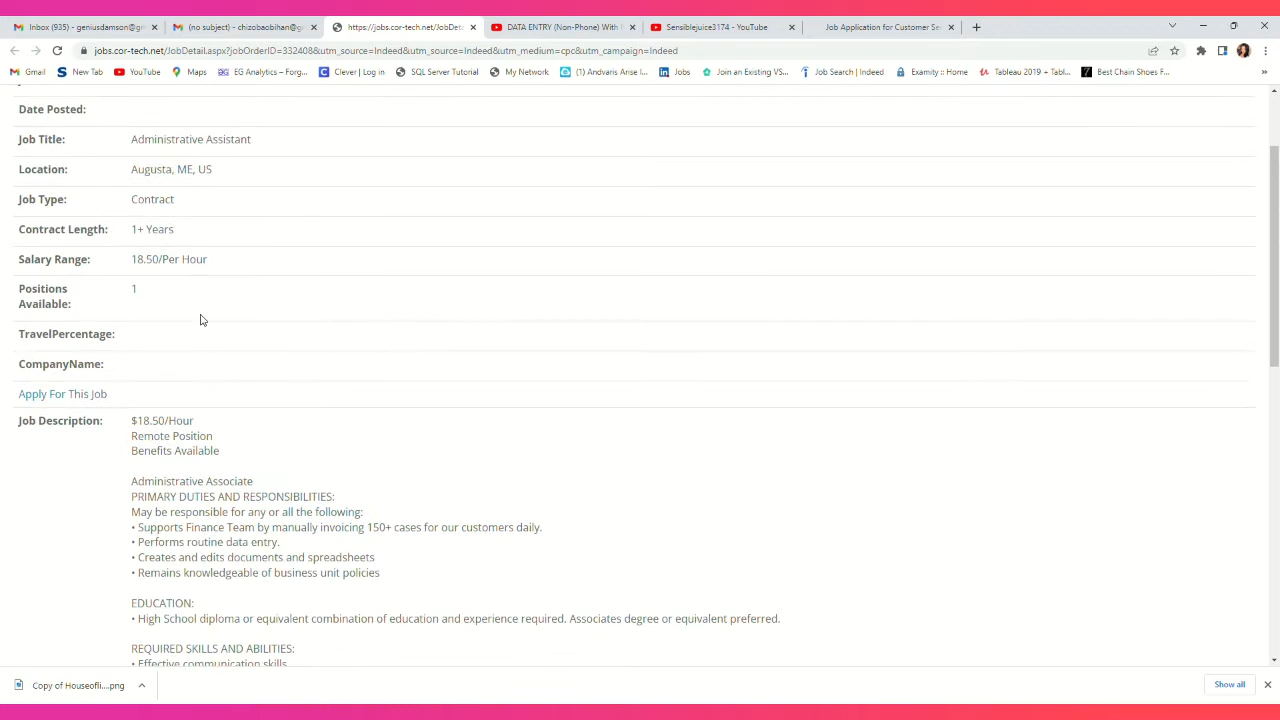 Inbox (935) - geniusdamson@g
(no subject) - chizobaobihan@g
https://jobs.cor-tech.net/JobDeta
DATA ENTRY (Non-Phone) With
Sensiblejuice3174 - YouTube
Job Application for Customer Se
jobs.cor-tech.net/JobDetail.aspx?jobOrderID=332408&utm_source=Indeed&utm_source=Indeed&utm_medium=cpc&utm_campaign=Indeed
Gmail
New Tab
YouTube
Maps
EG Analytics – Forg...
Clever | Log
SQL Server Tutorial
My Network
(1) Andvaris Arise I...
Jobs
Join an Existing VS...
Job Search | Indeed
Examity :: Home
Tableau 2019 + Tabl...
Best Chain Shoes F...
Date Posted:
Job Title: Administrative Assistant
Location: Augusta, ME, US
Job Type: Contract
Contract Length: 1+ Years
Salary Range: 18.50/Per Hour
Positions 1
Available:
TravelPercentage:
CompanyName:
Apply For This Job
Job Description: $18.50/Hour
Remote Position
Benefits Available
Administrative Associate
PRIMARY DUTIES AND RESPONSIBILITIES:
May be responsible for any or all the following:
• Supports Finance Team by manually invoicing 150+ cases for our customers daily.
• Performs routine data entry.
• Creates and edits documents and spreadsheets
• Remains knowledgeable of business unit policies
EDUCATION:
• High School diploma or equivalent combination of education and experience required. Associates degree or equivalent preferred.
REQUIRED SKILLS AND ABILITIES:
• Effective communication skills
Copy of Houseofli....png
Show all